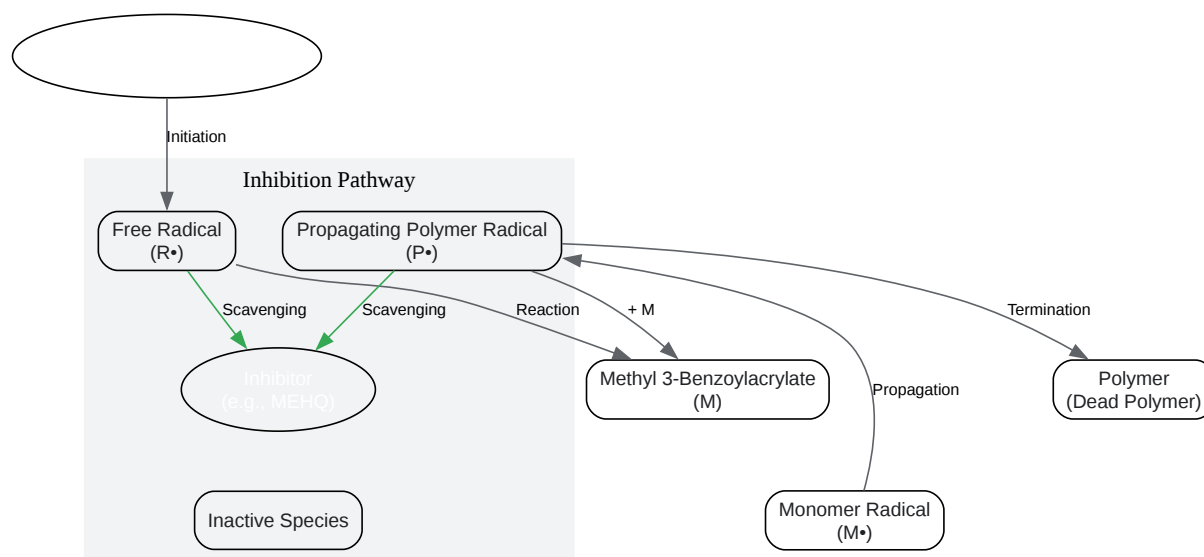 Initiation
Inhibition Pathway
Free Radical
(R•)
Propagating Polymer Radical
(P•)
Scavenging
Scavenging
Reaction
+ M
Termination
Inhibitor
(e.g., MEHQ)
Methyl 3-Benzoylacrylate
(M)
Propagation
Polymer
(Dead Polymer)
Inactive Species
Monomer Radical
(M•)